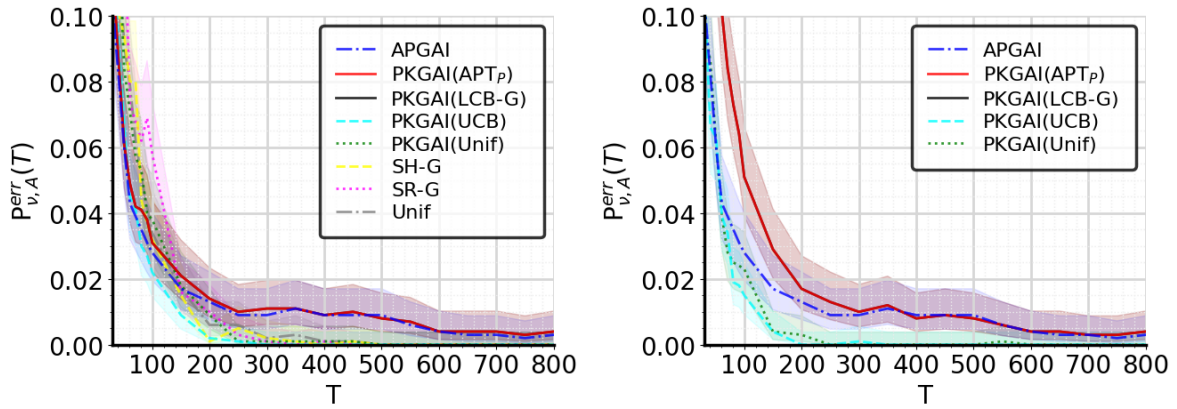 0.10
0.08
0.06
0.04
0.02
0.00
P^{err}_{ν,A}(T)
APGAI
PKGAI(APT_P)
PKGAI(LCB-G)
PKGAI(UCB)
PKGAI(Unif)
SH-G
SR-G
Unif
100 200 300 400 500 600 700 800
T
0.10
0.08
0.06
0.04
0.02
0.00
P^{err}_{ν,A}(T)
APGAI
PKGAI(APT_P)
PKGAI(LCB-G)
PKGAI(UCB)
PKGAI(Unif)
100 200 300 400 500 600 700 800
T